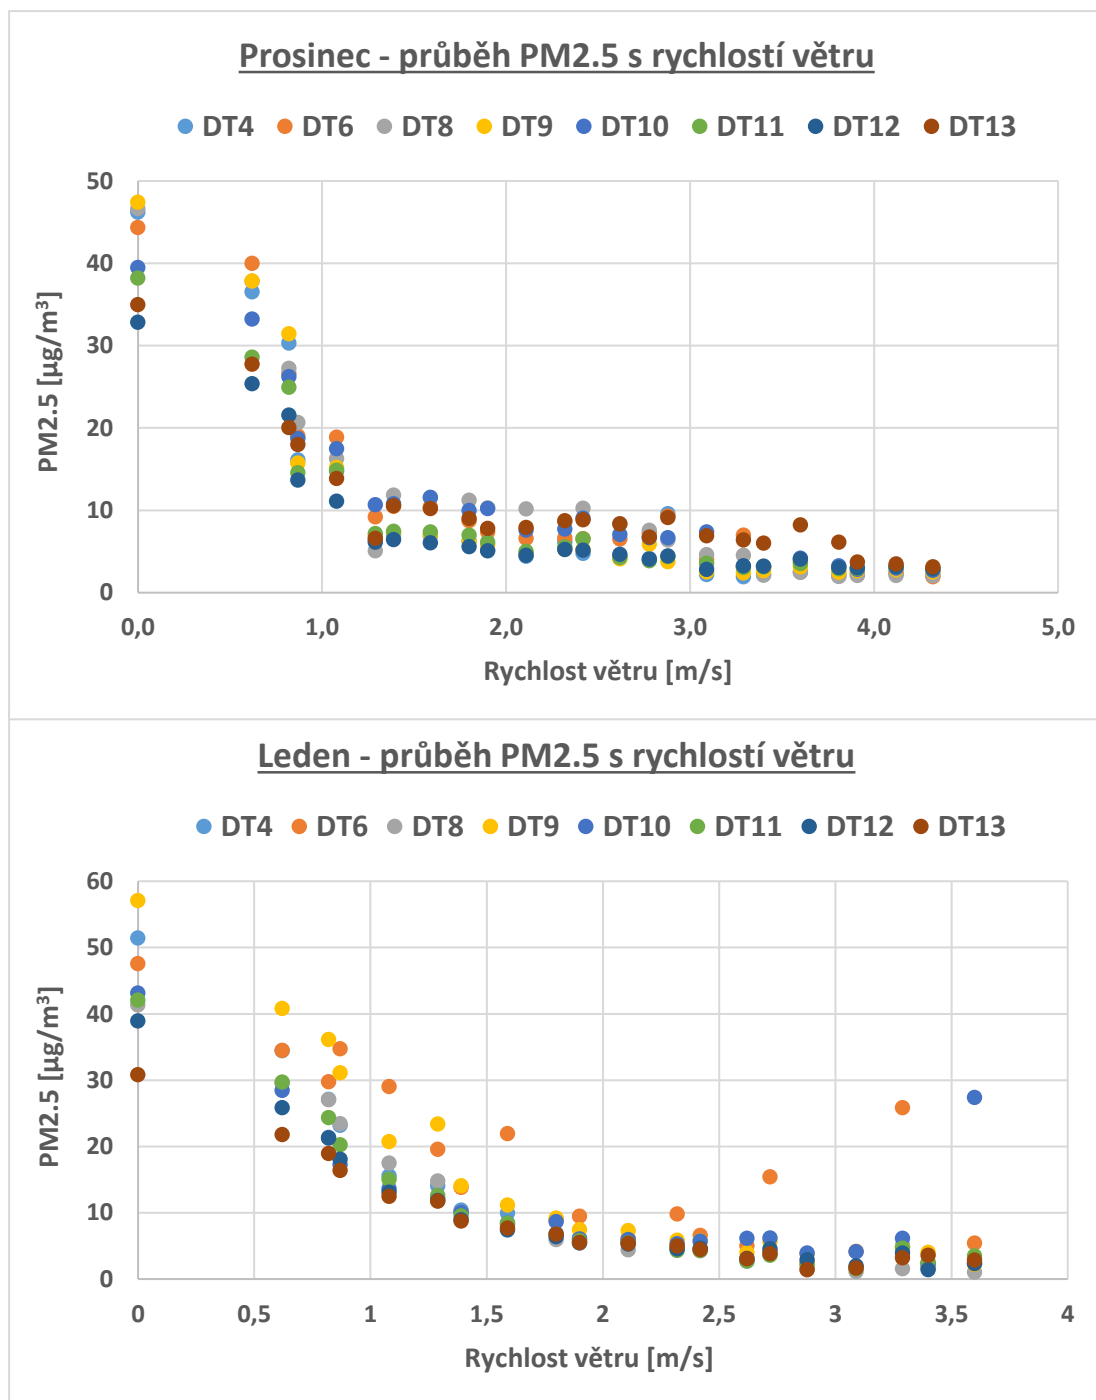 Prosinec - průběh PM2.5 s rychlostí větru
DT4 DT6 DT8 DT9 DT10 DT11 DT12 DT13
50
40
30
20
10
0
PM2.5 [µg/m³]
0,0 1,0 2,0 3,0 4,0 5,0
Rychlost větru [m/s]
Leden - průběh PM2.5 s rychlostí větru
DT4 DT6 DT8 DT9 DT10 DT11 DT12 DT13
60
50
40
30
20
10
0
PM2.5 [µg/m³]
0 0,5 1 1,5 2 2,5 3 3,5 4
Rychlost větru [m/s]